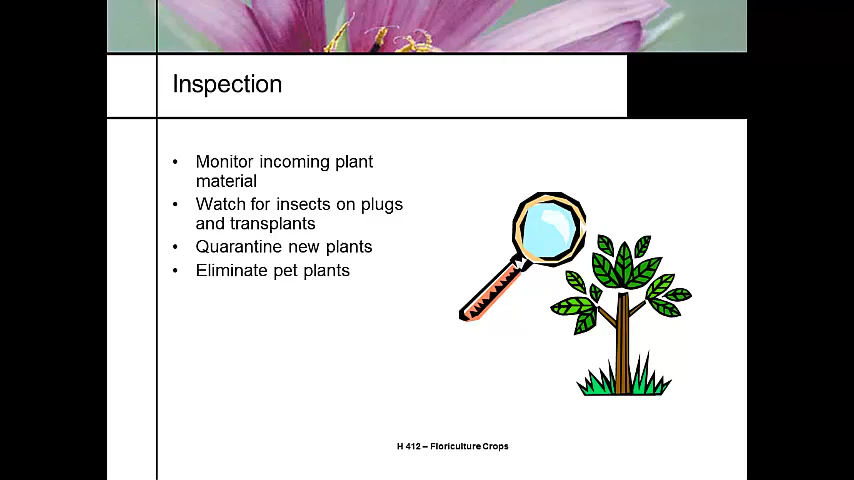 Inspection
• Monitor incoming plant
material
• Watch for insects on plugs
and transplants
• Quarantine new plants
• Eliminate pet plants
H 412 – Floriculture Crops